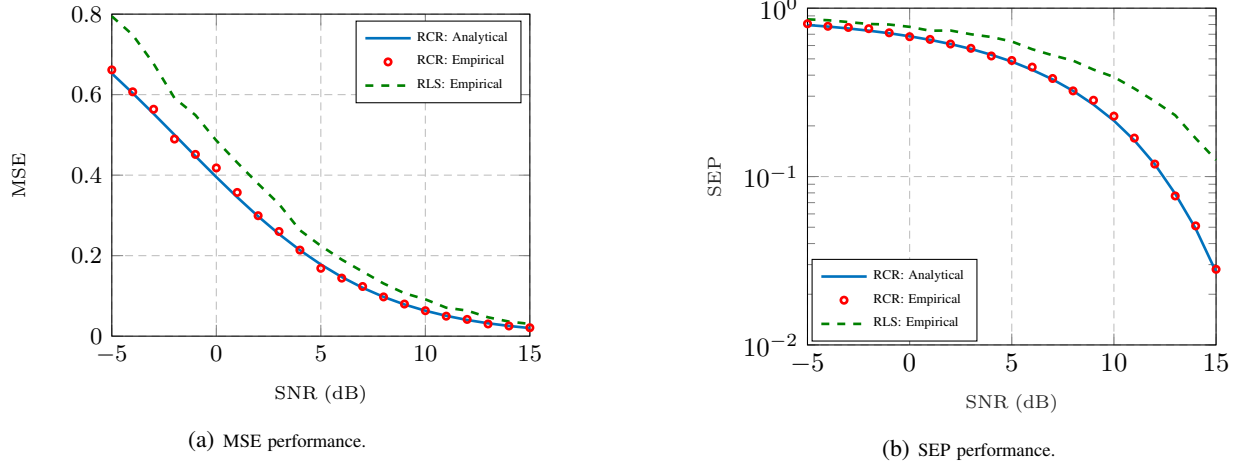 0.8
0.6
0.4
0.2
0
MSE
−5
0
5
10
15
SNR (dB)
RCR: Analytical
RCR: Empirical
RLS: Empirical
(a) MSE performance.
10^0
10^{-1}
10^{-2}
SEP
−5
0
5
10
15
SNR (dB)
RCR: Analytical
RCR: Empirical
RLS: Empirical
(b) SEP performance.